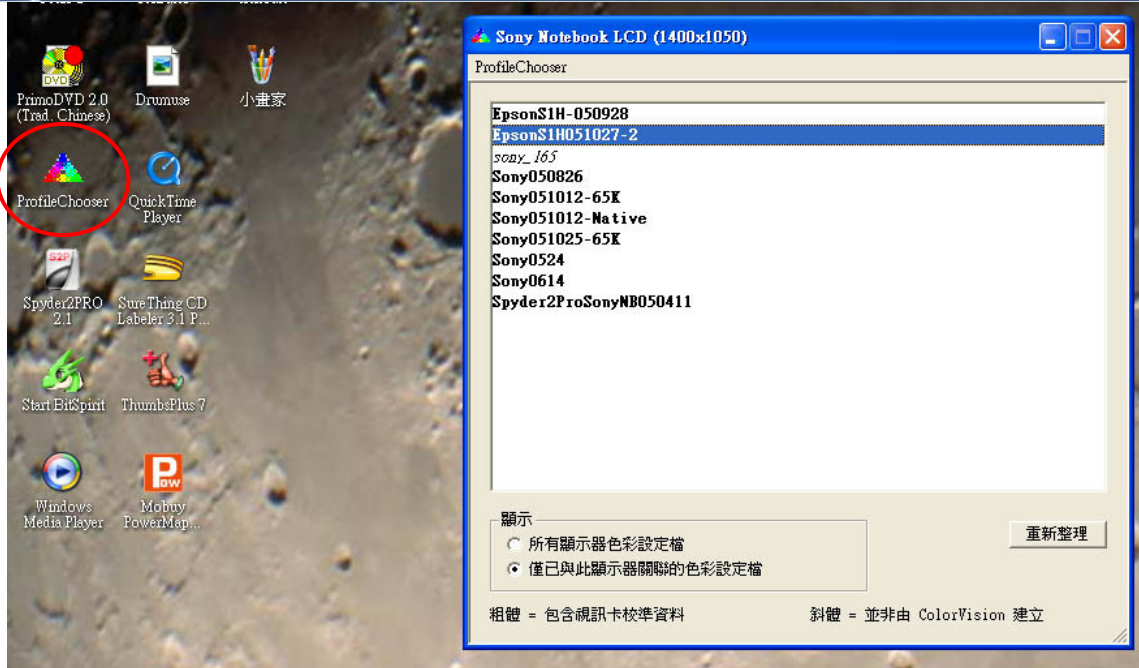 PrimoDVD 2.0
(Trad. Chinese)
Drumuse
小畫家
ProfileChooser
QuickTime
Player
Spyder2PRO
2.1
SureThing CD
Labeler 3.1 P...
Start BitSpirit
ThumbsPlus 7
Windows
Media Player
Mobuy
PowerMap...
DVD
S2P
Pow
Sony Notebook LCD (1400x1050)
ProfileChooser
EpsonS1H-050928
EpsonS1H051027-2
sony_165
Sony050826
Sony051012-65K
Sony051012-Native
Sony051025-65K
Sony0524
Sony0614
Spyder2ProSonyNB050411
顯示
所有顯示器色彩設定檔
僅已與此顯示器關聯的色彩設定檔
重新整理
粗體 = 包含視訊卡校準資料
斜體 = 並非由 ColorVision 建立